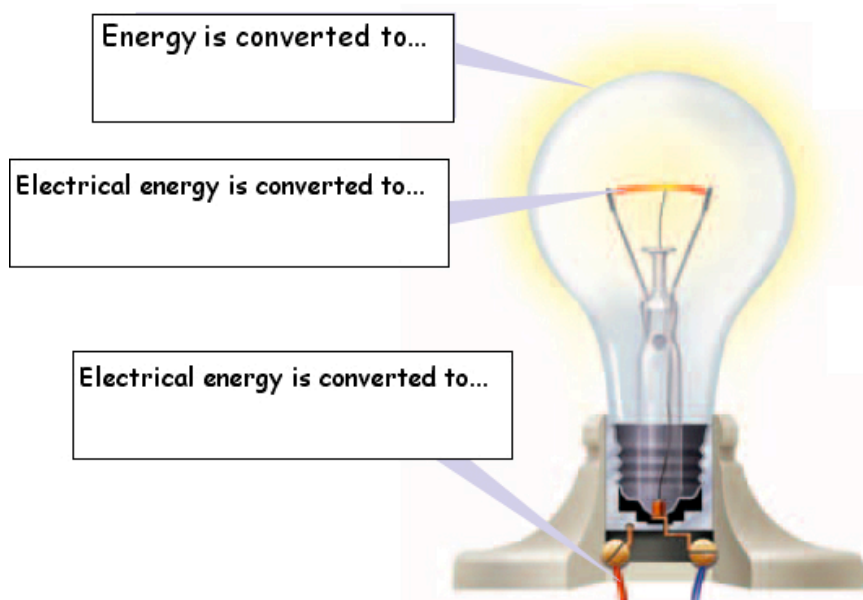 Energy is converted to...
Electrical energy is converted to...
Electrical energy is converted to...